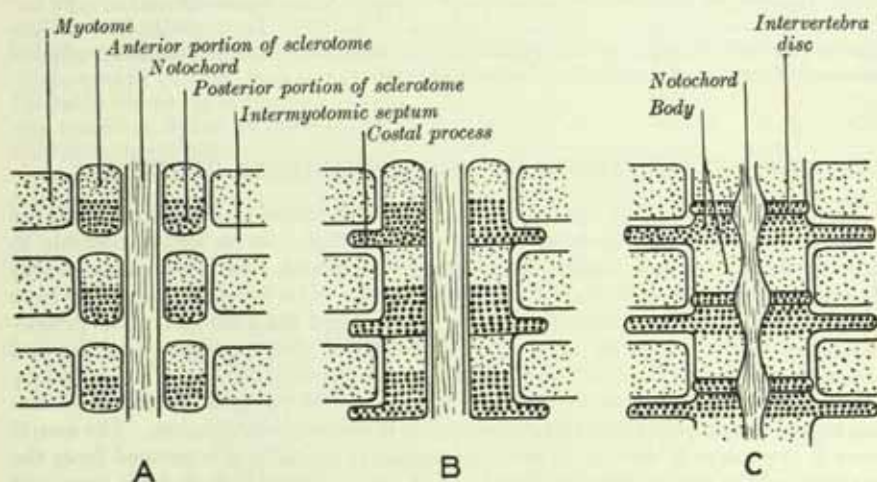 Myotome
Anterior portion of sclerotome
Notochord
Posterior portion of sclerotome
Intermyotomic septum
Costal process
Intervertebra
disc
Notochord
Body
A
B
C